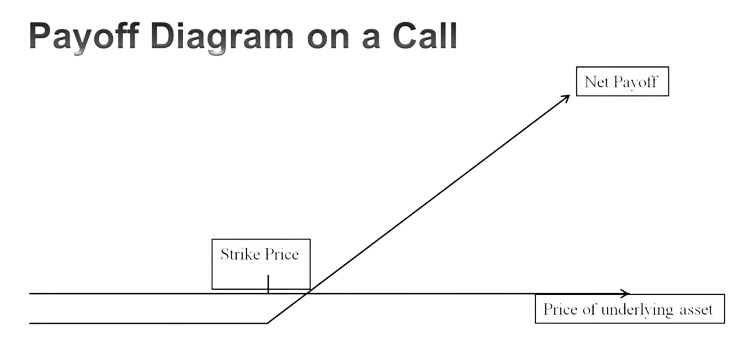 Payoff Diagram on a Call
Net Payoff
Strike Price
Price of underlying asset